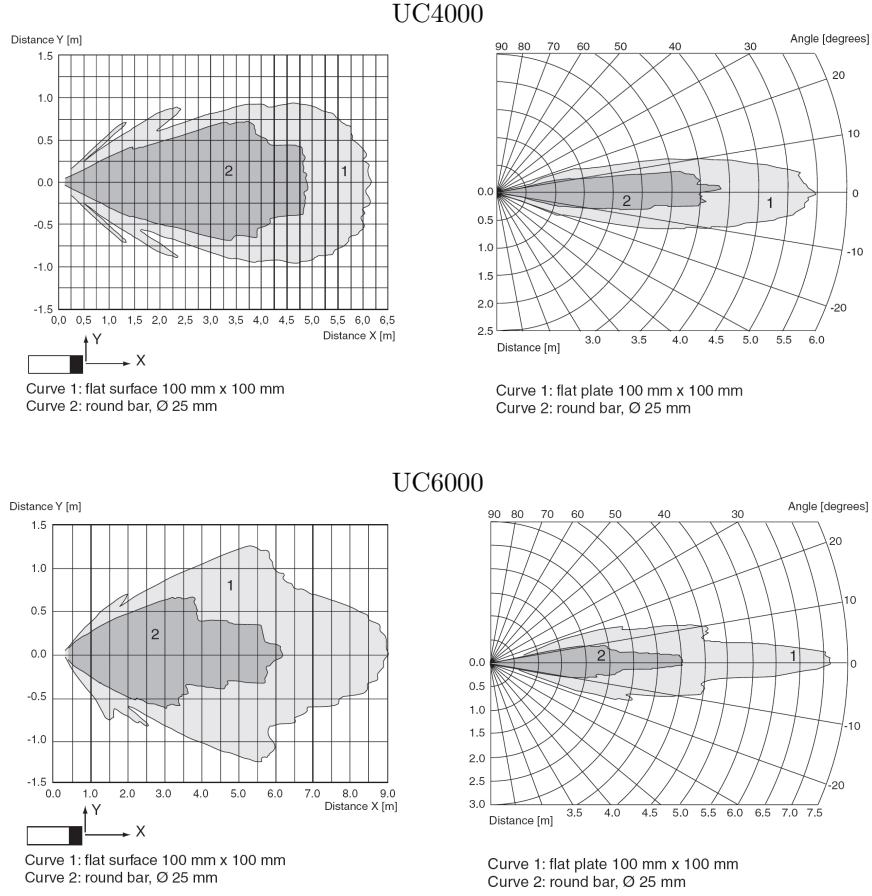 UC4000
Distance Y [m]
1.5
1.0
0.5
0.0
-0.5
-1.0
-1.5
2
1
0,0 0,5 1,0 1,5 2,0 2,5 3,0 3,5 4,0 4,5 5,0 5,5 6,0 6,5
Distance X [m]
Y
X
Curve 1: flat surface 100 mm x 100 mm
Curve 2: round bar, Ø 25 mm
Angle [degrees]
90 80 70 60 50 40 30
20
10
0
-10
-20
0.0
0.5
1.0
1.5
2.0
2.5
2
1
3.0 4.0 4.5 5.0 5.5 6.0
Distance [m]
Curve 1: flat plate 100 mm x 100 mm
Curve 2: round bar, Ø 25 mm
UC6000
Distance Y [m]
1.5
1.0
0.5
0.0
-0.5
-1.0
-1.5
1
2
0.0 1.0 2.0 3.0 4.0 5.0 6.0 7.0 8.0 9.0
Distance X [m]
Y
X
Curve 1: flat surface 100 mm x 100 mm
Curve 2: round bar, Ø 25 mm
Angle [degrees]
90 80 70 60 50 40 30
20
10
0
-10
-20
0.0
0.5
1.0
1.5
2.0
2.5
3.0
2
1
3.5 4.5 5.0 5.5 6.0 6.5 7.0 7.5
Distance [m]
Curve 1: flat plate 100 mm x 100 mm
Curve 2: round bar, Ø 25 mm